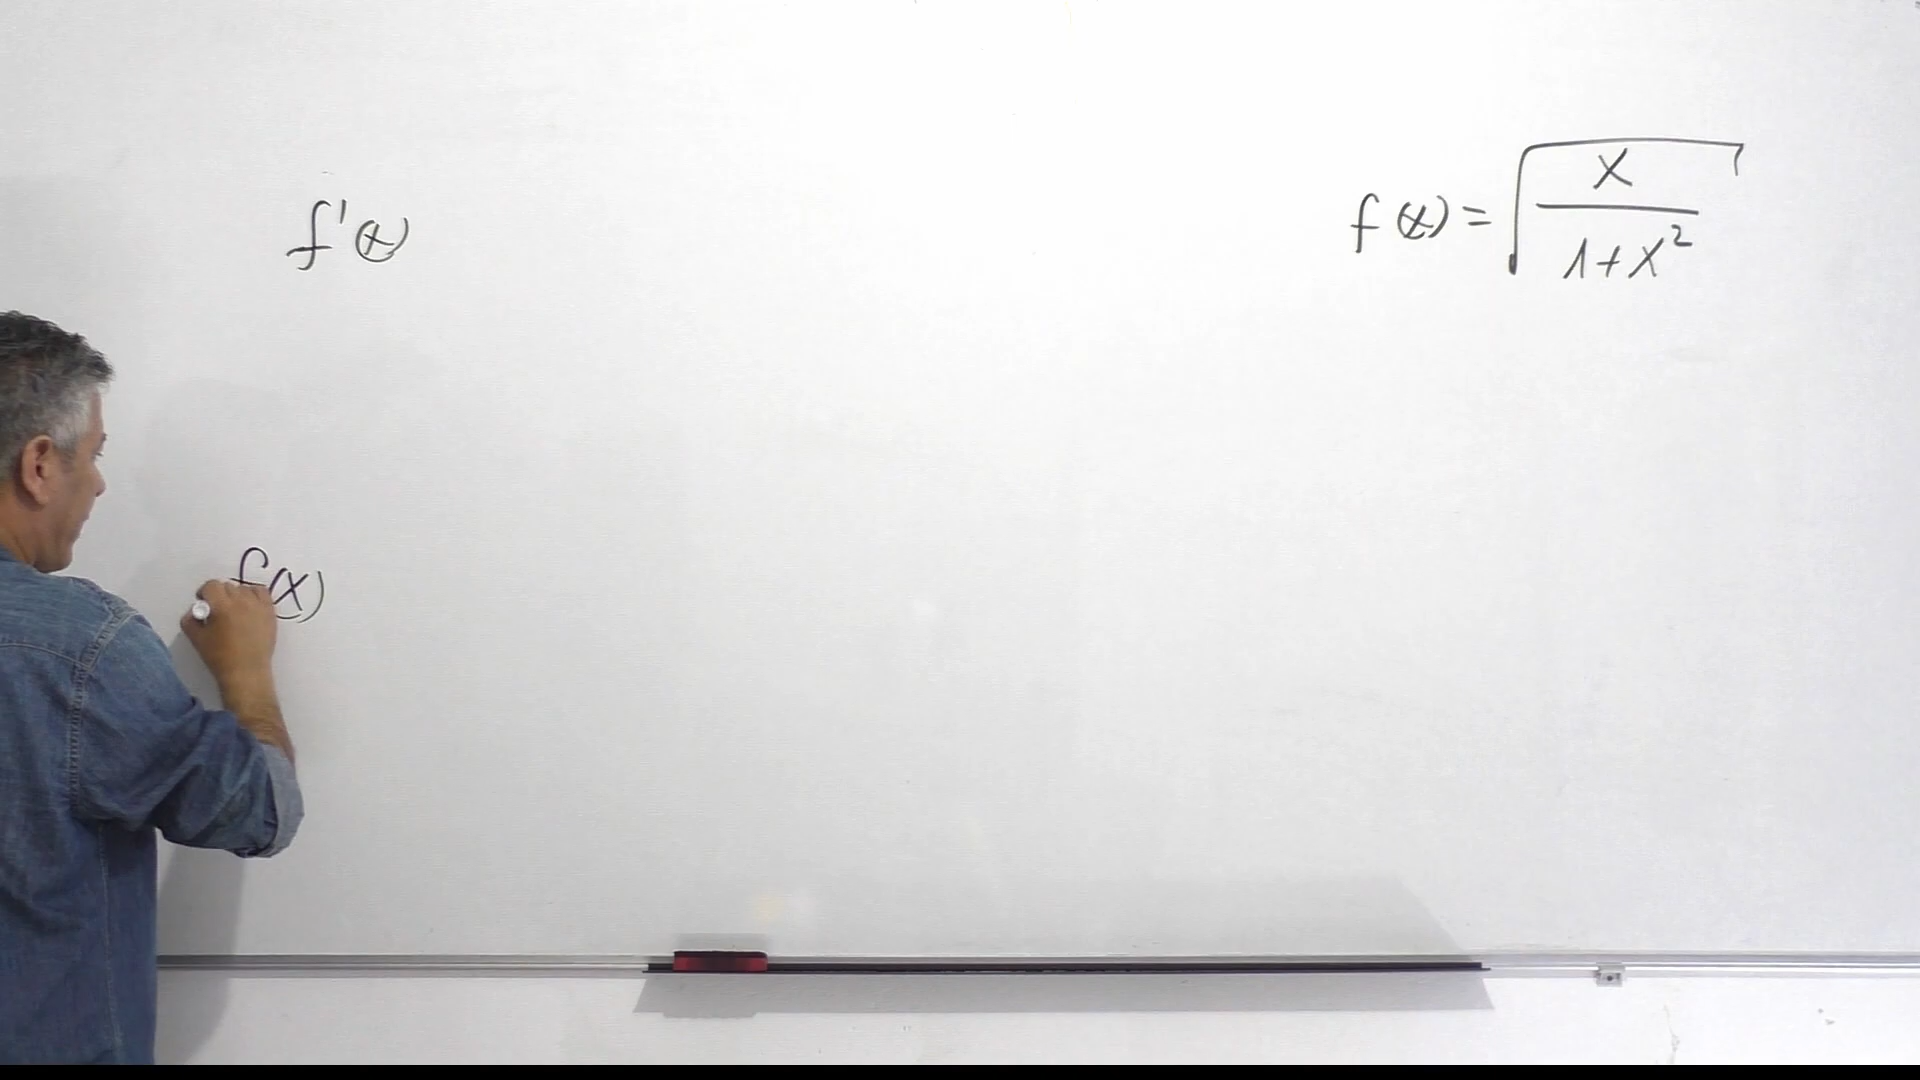 f'(x)
f(x) = √(x/(1+x²))
f(x)